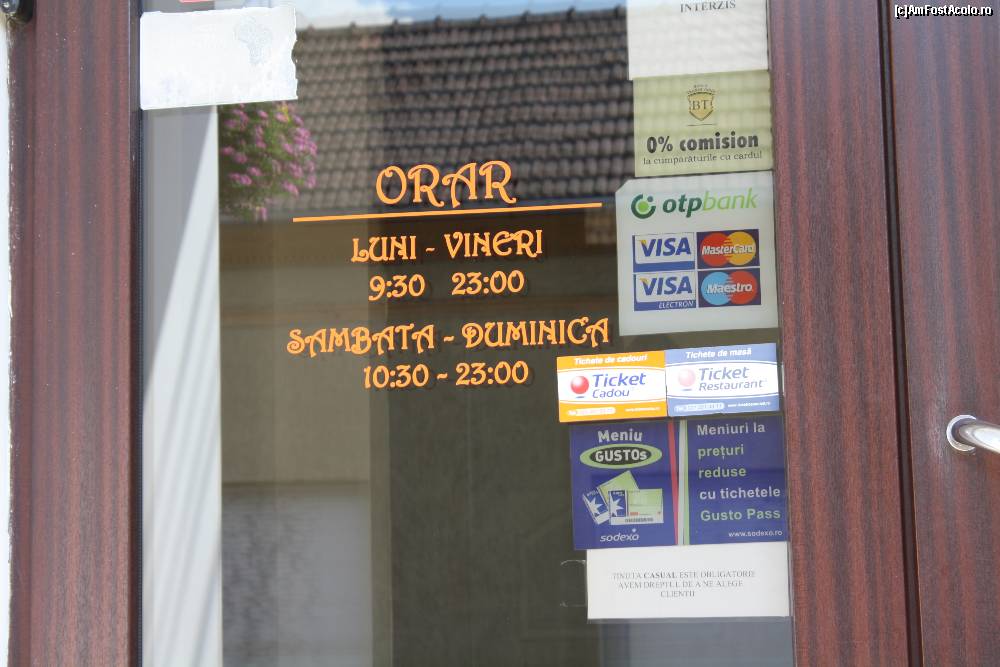 [c]AmFostAcolo.ro
INTERZIS
BT
0% comision
la cumparăturile cu cardul
ORAR
LUNI - VINERI
9:30 23:00
SAMBATA - DUMINICA
10:30 - 23:00
otpbank
VISA MasterCard
VISA Maestro
ELECTRON
Tichete de cadouri
Ticket
Cadou
Tichete de masă
Ticket
Restaurant
Meniu
GUSTOs
sodexo
Meniuri la
prețuri
reduse
cu tichetele
Gusto Pass
www.sodexo.ro
ȚINUTA CASUAL ESTE OBLIGATORIE
AVEM DREPTUL DE A NE ALEGE
CLIENTII